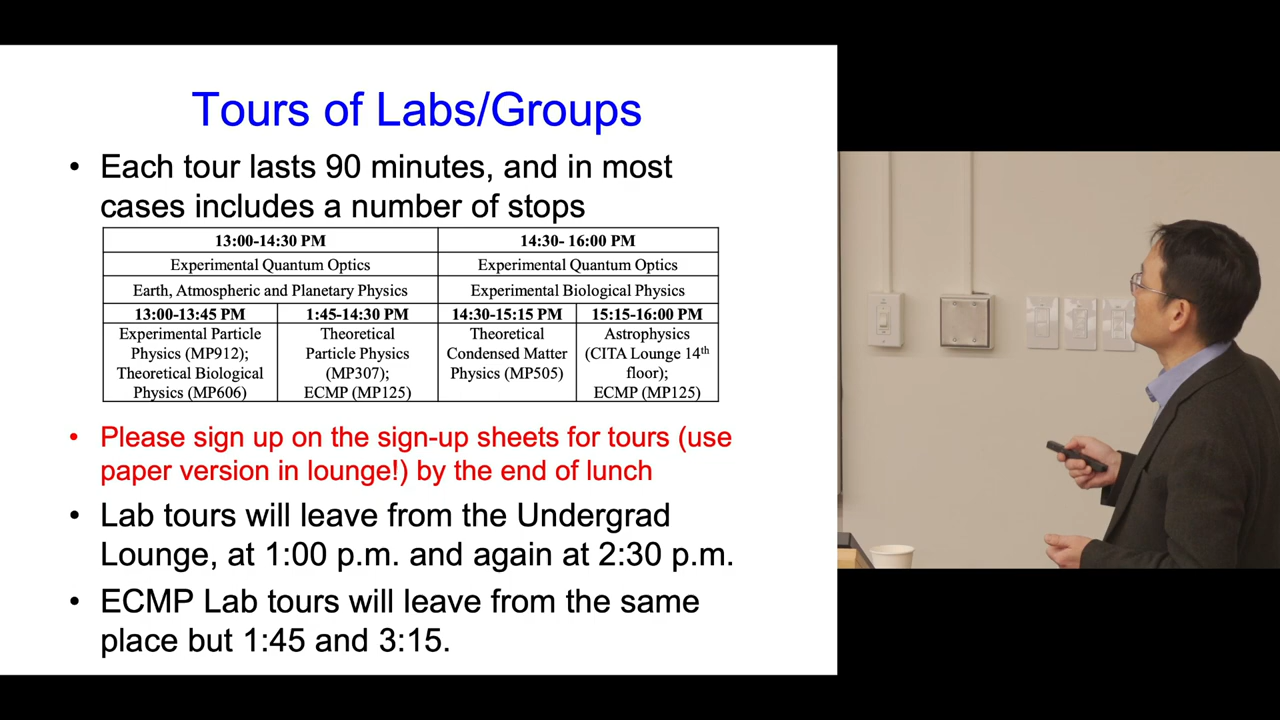 Tours of Labs/Groups
• Each tour lasts 90 minutes, and in most
cases includes a number of stops
13:00-14:30 PM
14:30- 16:00 PM
Experimental Quantum Optics
Experimental Quantum Optics
Earth, Atmospheric and Planetary Physics
Experimental Biological Physics
13:00-13:45 PM
1:45-14:30 PM
14:30-15:15 PM
15:15-16:00 PM
Experimental Particle
Physics (MP912);
Theoretical Biological
Physics (MP606)
Theoretical
Particle Physics
(MP307);
ECMP (MP125)
Theoretical
Condensed Matter
Physics (MP505)
Astrophysics
(CITA Lounge 14th
floor);
ECMP (MP125)
• Please sign up on the sign-up sheets for tours (use
paper version in lounge!) by the end of lunch
• Lab tours will leave from the Undergrad
Lounge, at 1:00 p.m. and again at 2:30 p.m.
• ECMP Lab tours will leave from the same
place but 1:45 and 3:15.